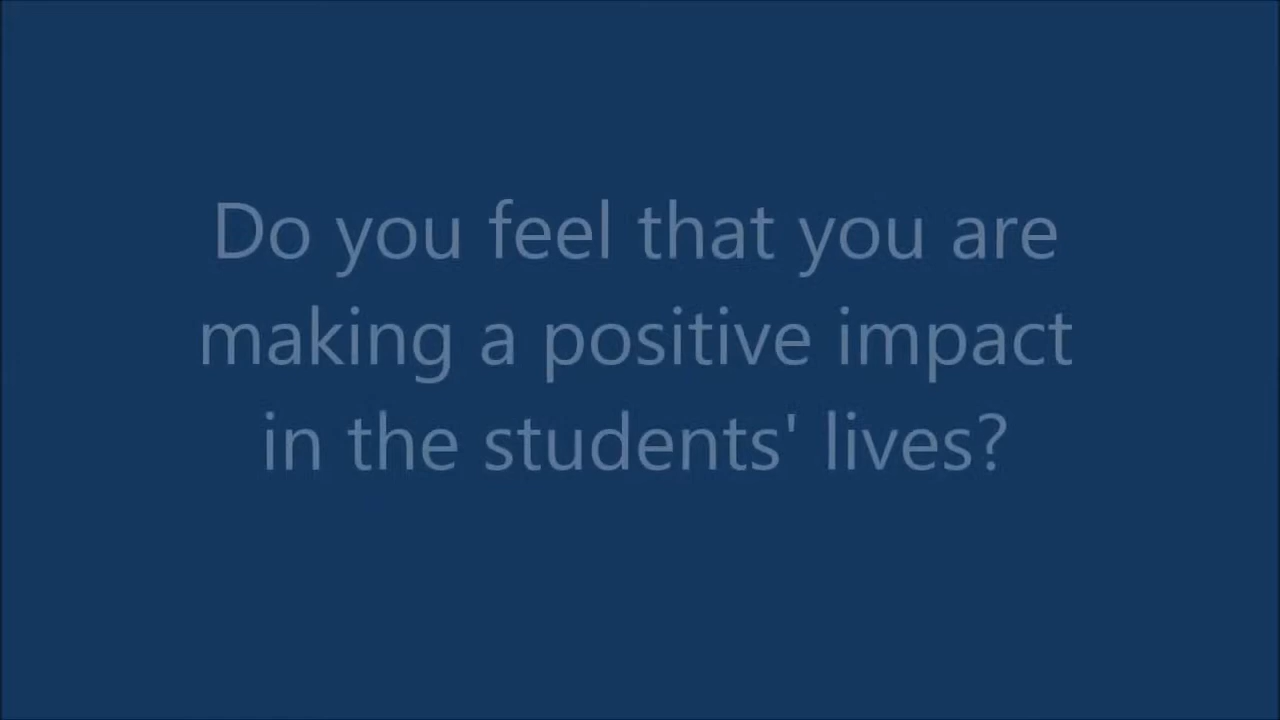 Do you feel that you are
making a positive impact
in the students' lives?